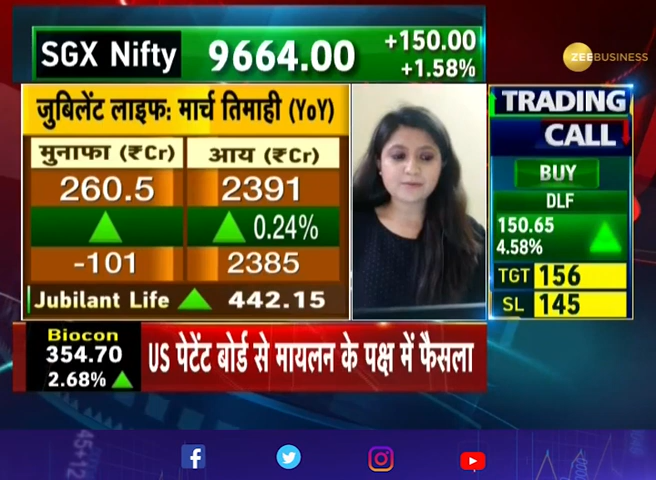 SGX Nifty 9664.00 +150.00
+1.58%
ZEE BUSINESS
जुबिलेंट लाइफ: मार्च तिमाही (YoY)
मुनाफा (₹Cr) आय (₹Cr)
260.5 2391
0.24%
-101 2385
Jubilant Life 442.15
TRADING
CALL
BUY
DLF
150.65
4.58%
TGT 156
SL 145
Biocon
354.70
2.68%
US पेटेंट बोर्ड से मायलन के पक्ष में फैसला
45+12